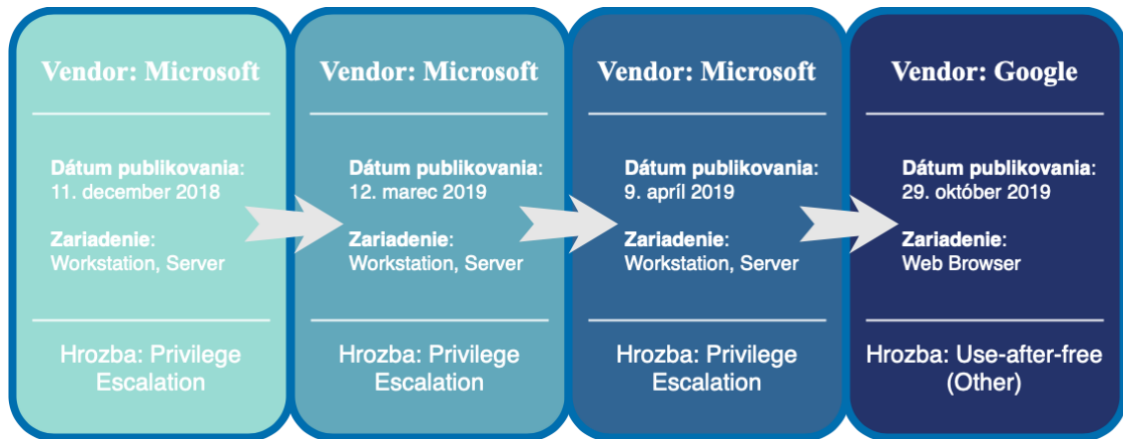 Vendor: Microsoft
Dátum publikovania:
11. december 2018
Zariadenie:
Workstation, Server
Hrozba: Privilege
Escalation
Vendor: Microsoft
Dátum publikovania:
12. marec 2019
Zariadenie:
Workstation, Server
Hrozba: Privilege
Escalation
Vendor: Microsoft
Dátum publikovania:
9. apríl 2019
Zariadenie:
Workstation, Server
Hrozba: Privilege
Escalation
Vendor: Google
Dátum publikovania:
29. október 2019
Zariadenie:
Web Browser
Hrozba: Use-after-free
(Other)